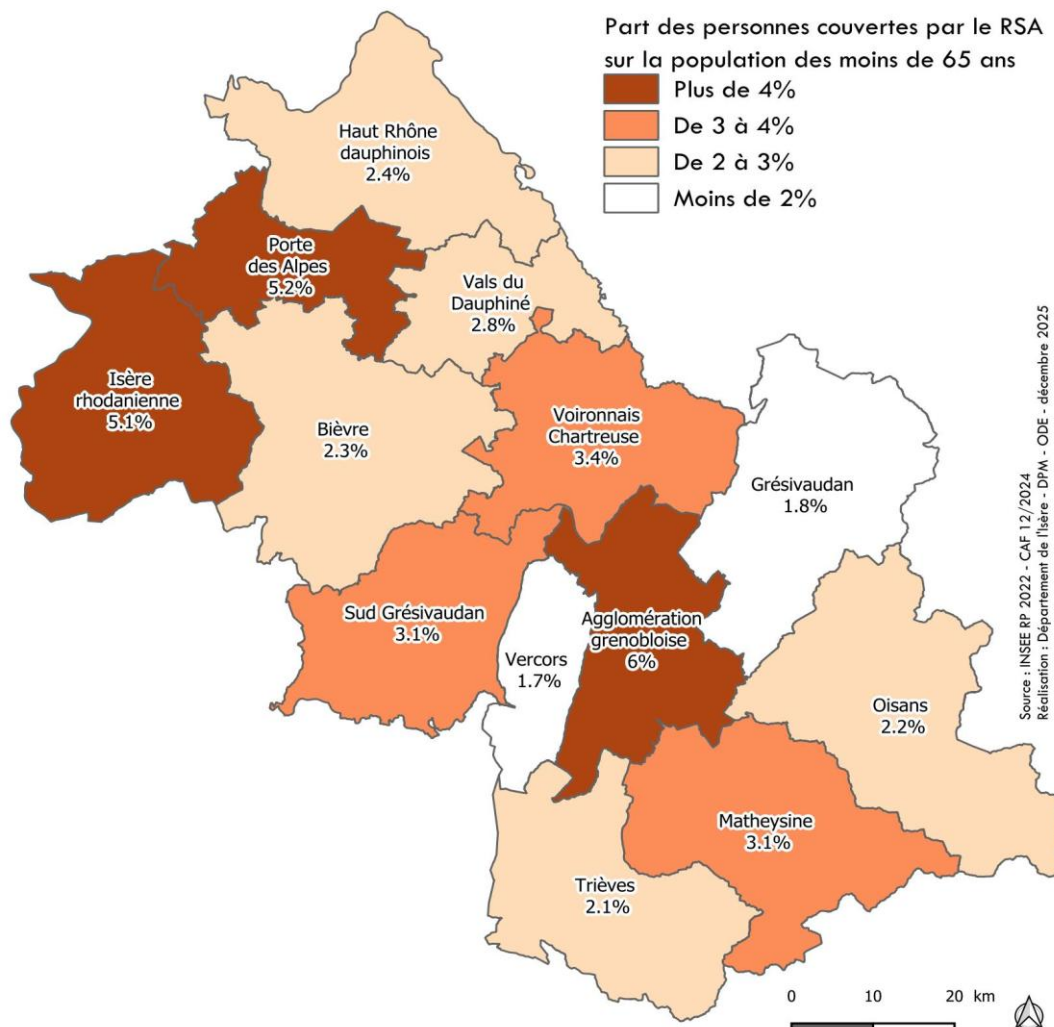 Part des personnes couvertes par le RSA
sur la population des moins de 65 ans
Plus de 4%
De 3 à 4%
De 2 à 3%
Moins de 2%
Haut Rhône
dauphinois
2.4%
Porte
des Alpes
5.2%
Vals du
Dauphiné
2.8%
Isère
rhodanienne
5.1%
Bièvre
2.3%
Voironnais
Chartreuse
3.4%
Grésivaudan
1.8%
Sud Grésivaudan
3.1%
Vercors
1.7%
Agglomération
grenobloise
6%
Oisans
2.2%
Matheysine
3.1%
Trièves
2.1%
Source : INSEE RP 2022 - CAF 12/2024
Réalisation : Département de l'Isère - DPM - ODE - décembre 2025
0 10 20 km